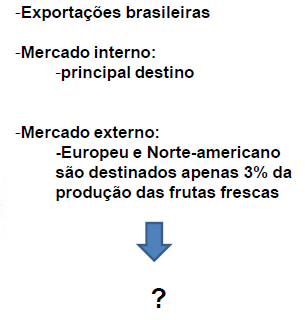 -Exportações brasileiras
-Mercado interno:
-principal destino
-Mercado externo:
-Europeu e Norte-americano
são destinados apenas 3% da
produção das frutas frescas
?